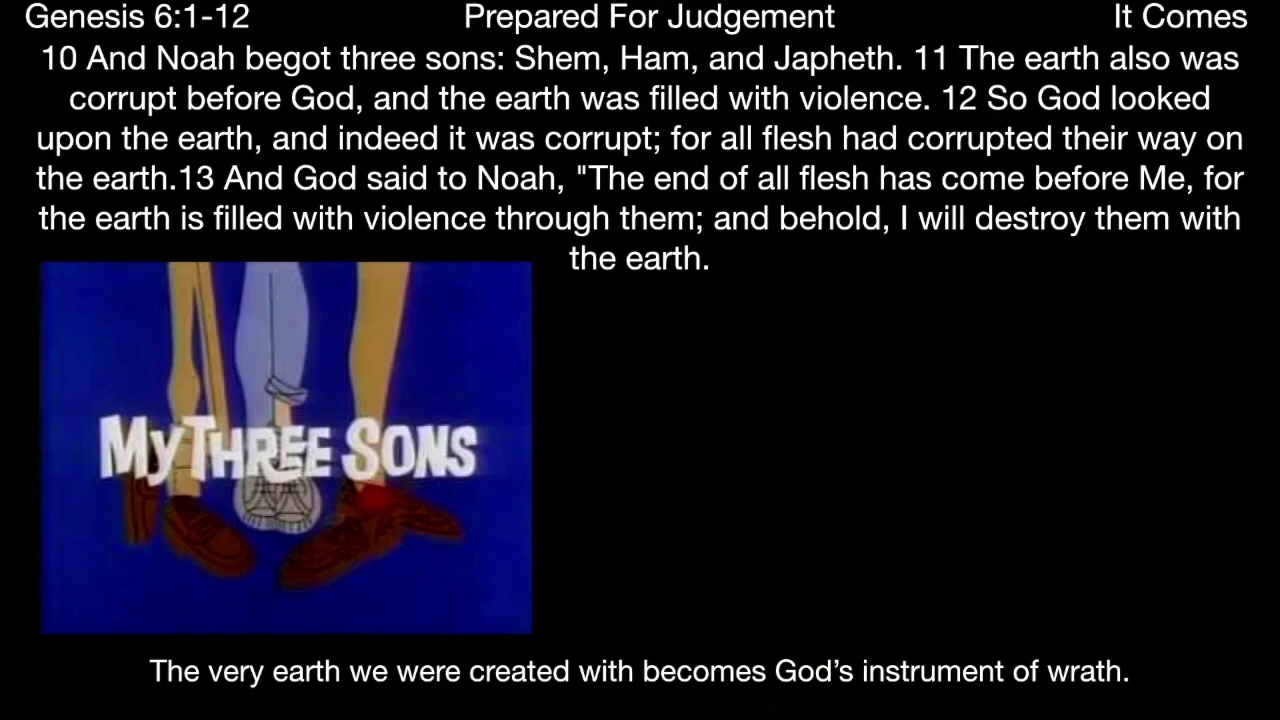 Genesis 6:1-12 Prepared For Judgement It Comes
10 And Noah begot three sons: Shem, Ham, and Japheth. 11 The earth also was
corrupt before God, and the earth was filled with violence. 12 So God looked
upon the earth, and indeed it was corrupt; for all flesh had corrupted their way on
the earth.13 And God said to Noah, "The end of all flesh has come before Me, for
the earth is filled with violence through them; and behold, I will destroy them with
the earth.
My THREE SONS
The very earth we were created with becomes God’s instrument of wrath.